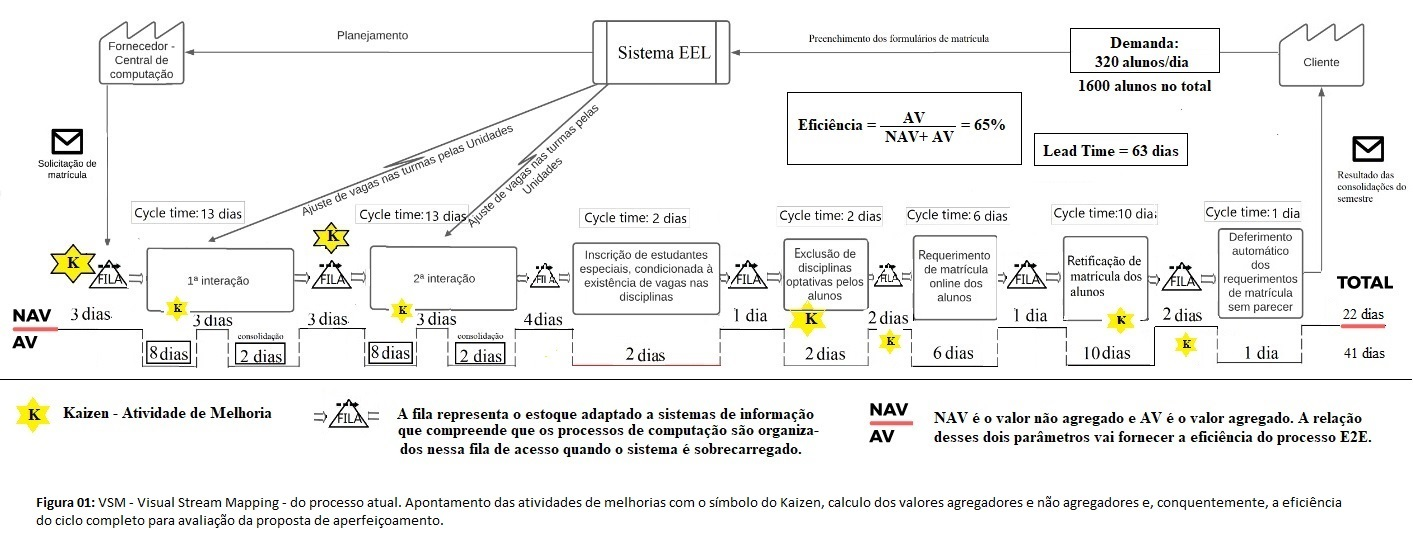 Fornecedor -
Central de
computação
Planejamento
Sistema EEL
Preenchimento dos formulários de matrícula
Demanda:
320 alunos/dia
1600 alunos no total
Cliente
Eficiência = AV = 65%
NAV+ AV
Lead Time = 63 dias
Solicitação de
matrícula
Ajuste de vagas nas turmas pelas Unidades
Ajuste de vagas nas turmas pelas
Unidades
Resultado das
consolidações do
semestre
Cycle time: 13 dias
Cycle time:13 dias
Cycle time: 2 dias
Cycle time: 2 dias
Cycle time: 6 dias
Cycle time:10 dias
Cycle time: 1 dia
K
FILA
1ª interação
K
K
FILA
2ª interação
K
FILA
Inscrição de estudantes
especiais, condicionada à
existência de vagas nas
disciplinas
FILA
Exclusão de
disciplinas
optativas pelos
alunos
K
FILA
Requerimento
de matrícula
online dos
alunos
FILA
Retificação de
matricula dos
alunos
K
FILA
Deferimento
automático
dos
requerimentos
de matrícula
sem parecer
TOTAL
NAV
3 dias
3 dias
3 dias
3 dias
4 dias
1 dia
2 dias
1 dia
2 dias
22 dias
AV
8 dias
consolidação
2 dias
8 dias
consolidação
2 dias
2 dias
2 dias
K
6 dias
10 dias
K
1 dia
41 dias
K
Kaizen - Atividade de Melhoria
FILA
A fila representa o estoque adaptado a sistemas de informação
que compreende que os processos de computação são organiza-
dos nessa fila de acesso quando o sistema é sobrecarregado.
NAV
AV
NAV é o valor não agregado e AV é o valor agregado. A relação
desses dois parâmetros vai fornecer a eficiência do processo E2E.
Figura 01: VSM - Visual Stream Mapping - do processo atual. Apontamento das atividades de melhorias com o símbolo do Kaizen, calculo dos valores agregadores e não agregadores e, conquentemente, a eficiência
do ciclo completo para avaliação da proposta de aperfeiçoamento.